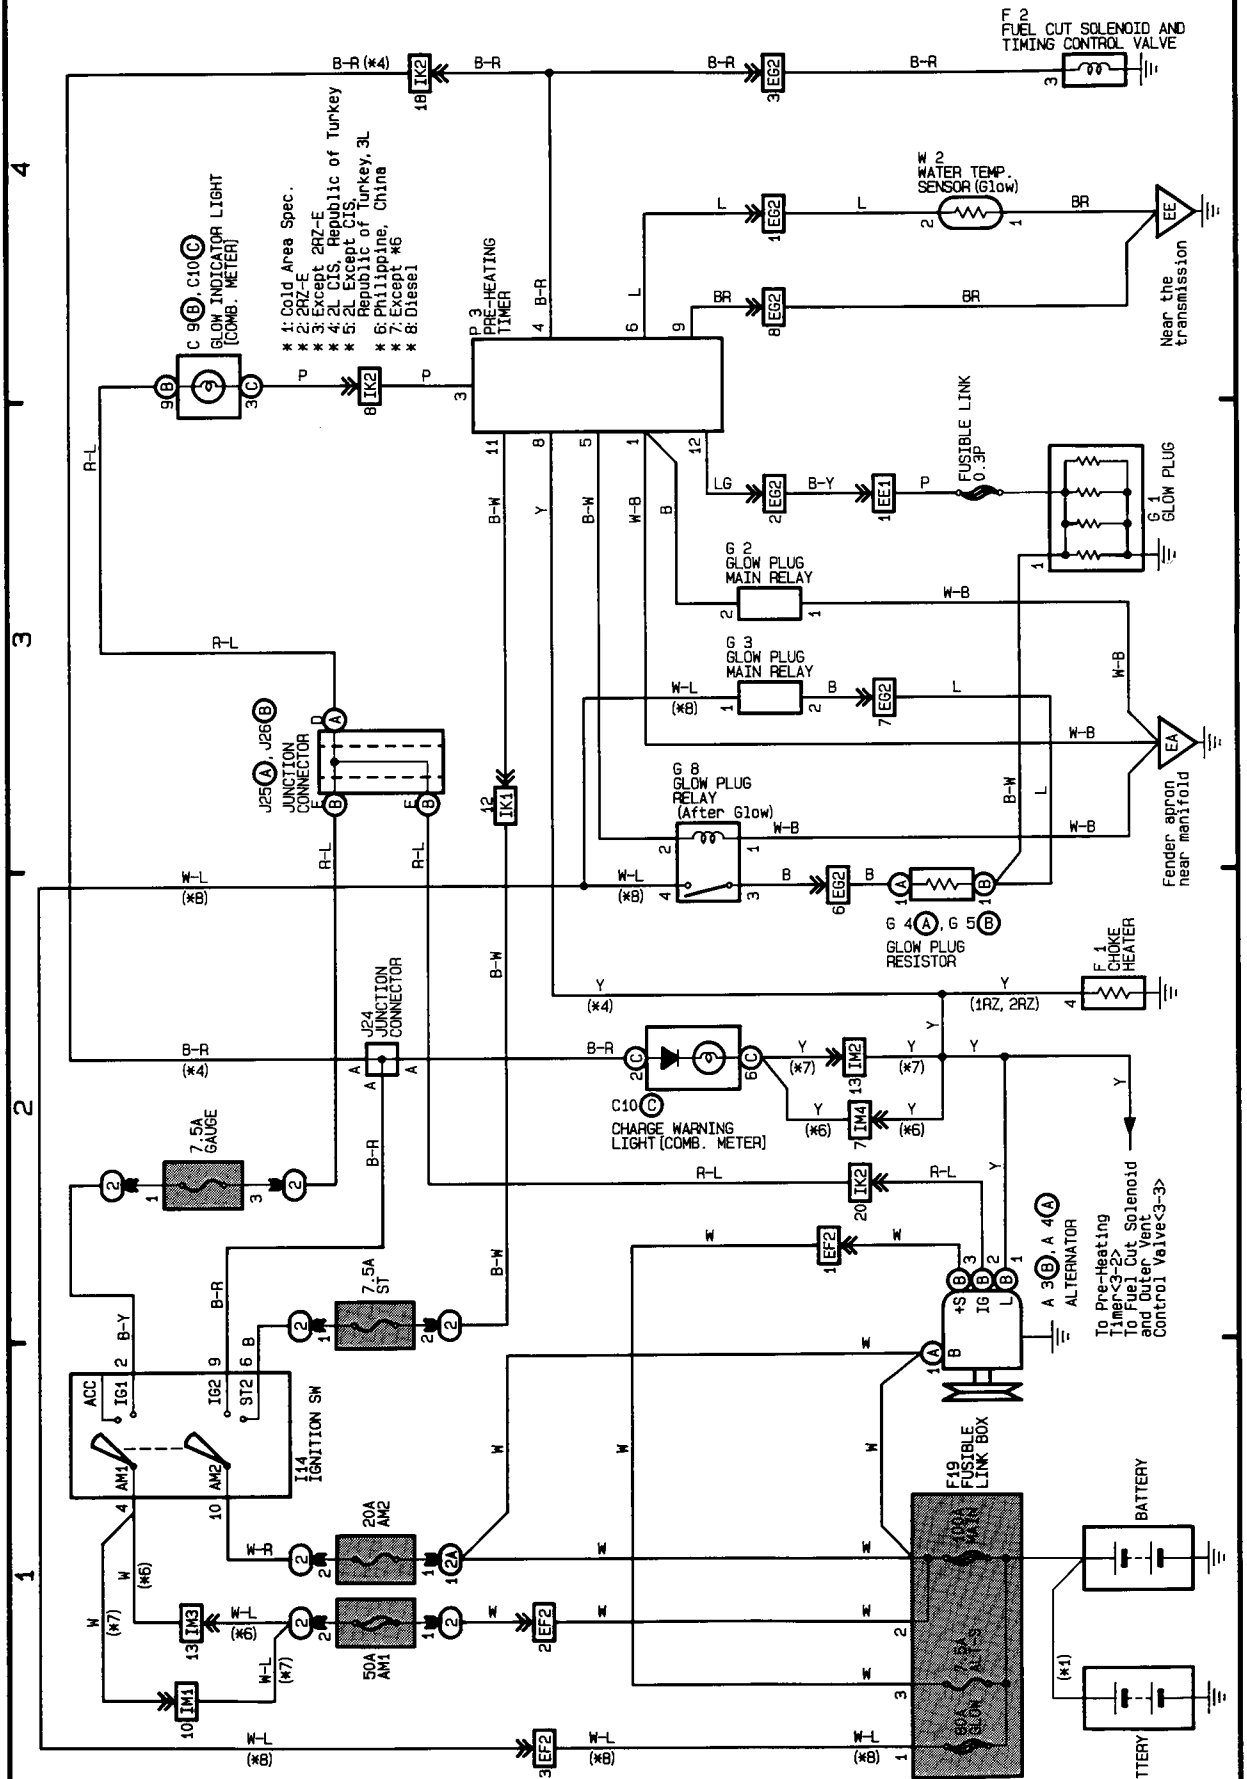 F 2
FUEL CUT SOLENOID AND
TIMING CONTROL VALVE
B-R (*4)
B-R
B-R
B-R
18 IK2
3 EG2
3
4
C 9 B, C10 C
GLOW INDICATOR LIGHT
[COMB. METER]
* 1: Cold Area Spec.
* 2: 2RZ-E
* 3: Except 2RZ-E
* 4: 2L CIS, Republic of Turkey
* 5: 2L Except CIS,
Republic of Turkey, 3L
* 6: Philippine, China
* 7: Except *6
* 8: Diesel
W 2
WATER TEMP.
SENSOR (Glow)
L
1 EG2
L
2
1
BR
EE
P 3
PRE-HEATING
TIMER
B-R
4
L
6
9
BR
8 EG2
BR
Near the
transmission
9 B
3 C
P
8 IK2
P
3
R-L
11
8
5
1
12
B-W
Y
B-W
W-B
B
LG
2 EG2
B-Y
1 EE1
P
FUSIBLE LINK
0.3P
G 1
GLOW PLUG
1
3
R-L
G 2
GLOW PLUG
MAIN RELAY
2
1
W-B
G 3
GLOW PLUG
MAIN RELAY
W-L
(*8)
1
2
B
7 EG2
L
W-B
W-B
EA
J25 A, J26 B
JUNCTION
CONNECTOR
D A
E B
E B
12 IK1
G 8
GLOW PLUG
RELAY
(After Glow)
2
1
W-B
B-W
L
W-B
Fender apron
near manifold
R-L
R-L
W-L
(*8)
W-L
(*8)
4
3
B
6 EG2
B
1 A
B 1
G 4 A, G 5 B
GLOW PLUG
RESISTOR
B-W
Y
(*4)
Y
(1RZ, 2RZ)
4
F 1
CHOKE
HEATER
J24
JUNCTION
CONNECTOR
B-R
(*4)
A
A
A
B-R
2 C
6 C
C10 C
CHARGE WARNING
LIGHT [COMB. METER]
Y
(*7)
13 IM2
Y
(*7)
Y
Y
Y
(*6)
7 IM4
Y
(*6)
Y
2
7.5A
GAUGE
2
1
3
2
B-R
R-L
20 IK2
R-L
Y
W
1 EF2
W
3
2
1
B
B
B
+S
IG
L
A 3 B, A 4 A
ALTERNATOR
To Pre-Heating
Timer<3-2>
To Fuel Cut Solenoid
and Outer Vent
Control Valve<3-3>
B-Y
B-R
B
7.5A
ST
2
1
2
2
B-W
W
1 A
B
2
9
6
ACC
IG1
IG2
ST2
AM1
AM2
I14
IGNITION SW
4
10
W
W
W
F19
FUSIBLE
LINK BOX
1
W
(*7)
W
(*6)
W-R
2
2
20A
AM2
1
2A
1
W
W
100A
MAIN
BATTERY
13 IM3
W-L
(*6)
2
2
50A
AM1
1
2
W
2 EF2
W
W
2
10 IM1
W-L
(*7)
W
3
7.5A
ALT-S
(*1)
W-L
(*8)
3 EF2
W-L
(*8)
W-L
(*8)
1
80A
GLOW
TTERY